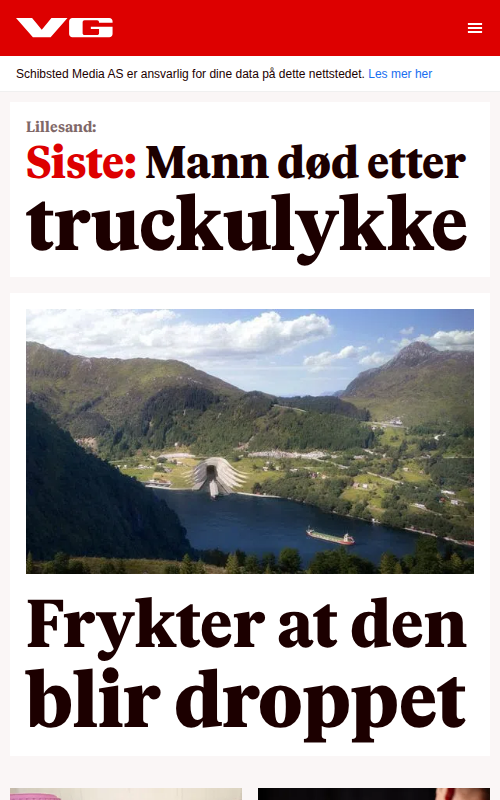 VG
Schibsted Media AS er ansvarlig for dine data på dette nettstedet. Les mer her
Lillesand:
Siste: Mann død etter
truckulykke
Frykter at den
blir droppet